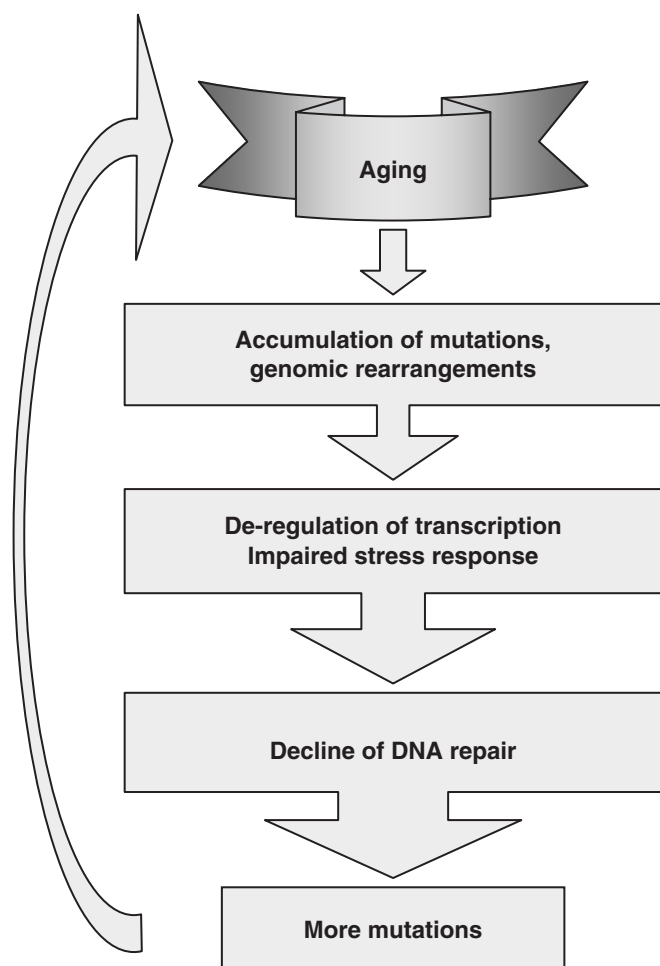 Aging
Accumulation of mutations,
genomic rearrangements
De-regulation of transcription
Impaired stress response
Decline of DNA repair
More mutations